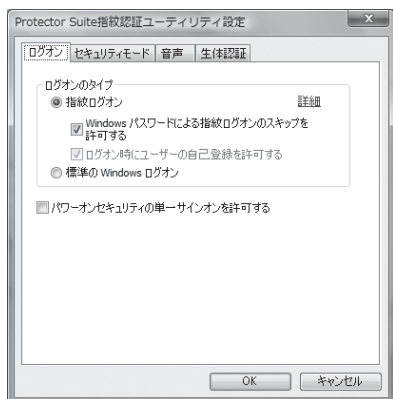 Protector Suite指紋認証ユーティリティ設定
ログオン セキュリティモード 音声 生体認証
ログオンのタイプ
指紋ログオン 詳細
Windows パスワードによる指紋ログオンのスキップを
許可する
ログオン時にユーザーの自己登録を許可する
標準の Windows ログオン
パワーオンセキュリティの単一サインオンを許可する
OK キャンセル